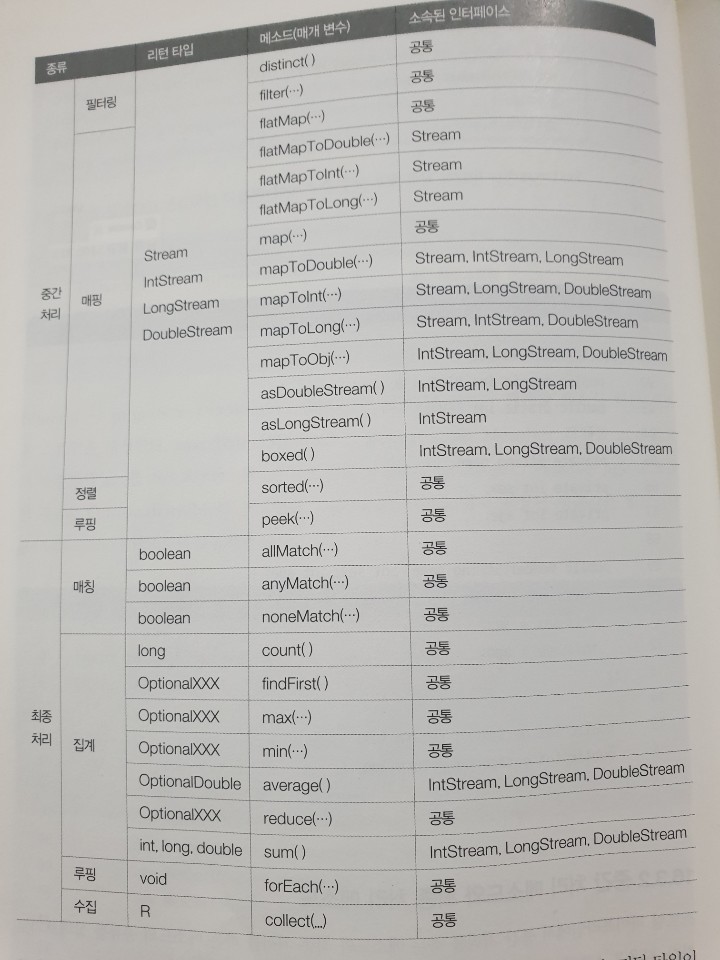 종류 리턴 타입 메소드(매개 변수) 소속된 인터페이스
중간 처리 필터링 Stream IntStream LongStream DoubleStream distinct( ) 공통
filter(…) 공통
매핑 flatMap(…) 공통
flatMapToDouble(…) Stream
flatMapToInt(…) Stream
flatMapToLong(…) Stream
map(…) 공통
mapToDouble(…) Stream, IntStream, LongStream
mapToInt(…) Stream, LongStream, DoubleStream
mapToLong(…) Stream, IntStream, DoubleStream
mapToObj(…) IntStream, LongStream, DoubleStream
asDoubleStream( ) IntStream, LongStream
asLongStream( ) IntStream
boxed( ) IntStream, LongStream, DoubleStream
정렬 sorted(…) 공통
루핑 peek(…) 공통
최종 처리 매칭 boolean allMatch(…) 공통
boolean anyMatch(…) 공통
boolean noneMatch(…) 공통
집계 long count( ) 공통
OptionalXXX findFirst( ) 공통
OptionalXXX max(…) 공통
OptionalXXX min(…) 공통
OptionalDouble average( ) IntStream, LongStream, DoubleStream
OptionalXXX reduce(…) 공통
int, long, double sum( ) IntStream, LongStream, DoubleStream
루핑 void forEach(…) 공통
수집 R collect(...) 공통